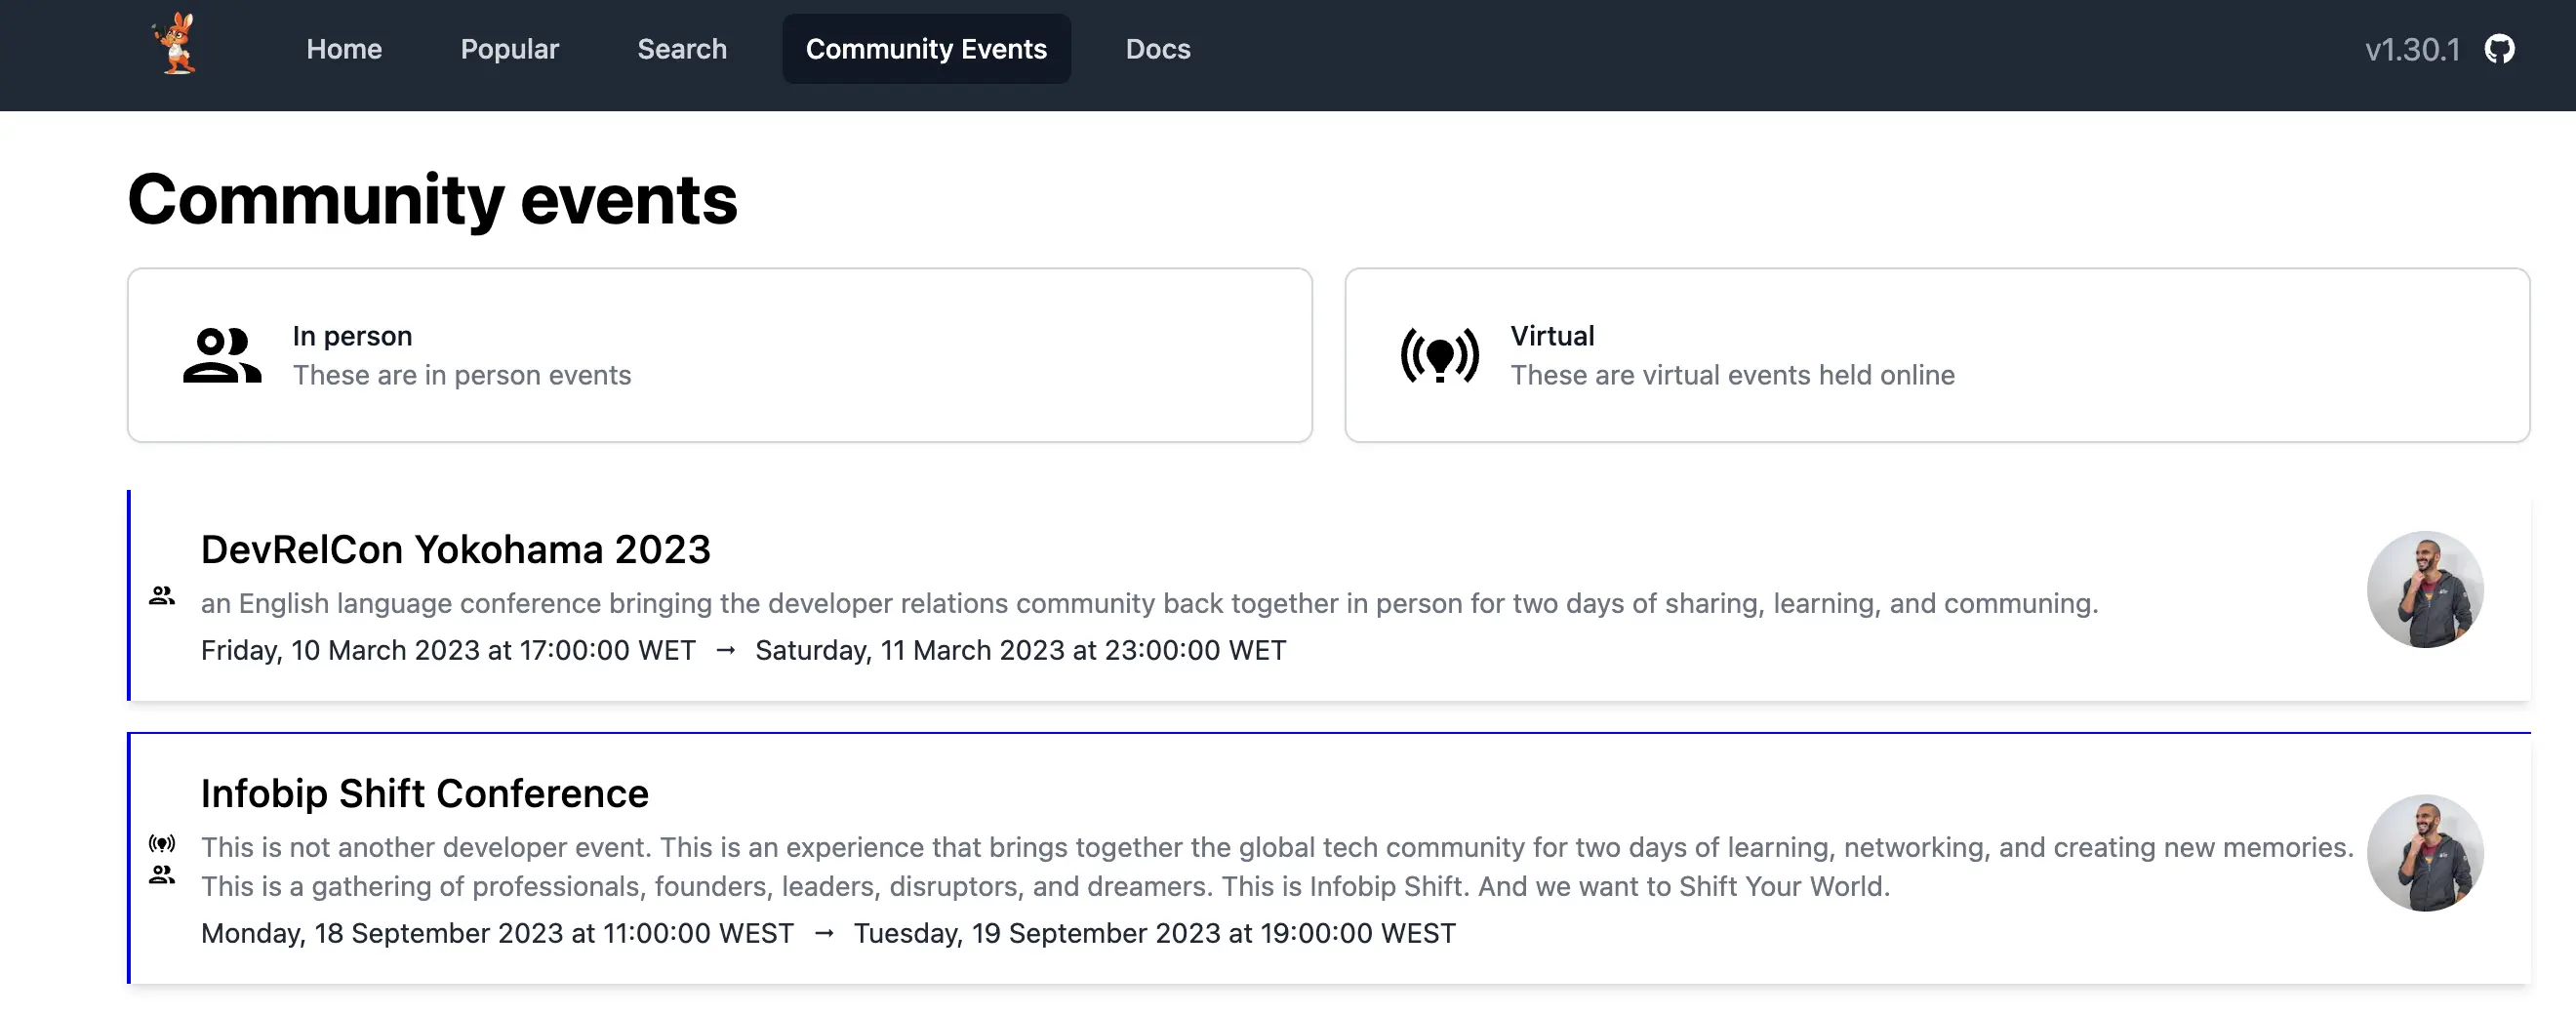 Home Popular Search Community Events Docs v1.30.1
Community events
In person
These are in person events
Virtual
These are virtual events held online
DevRelCon Yokohama 2023
an English language conference bringing the developer relations community back together in person for two days of sharing, learning, and communing.
Friday, 10 March 2023 at 17:00:00 WET → Saturday, 11 March 2023 at 23:00:00 WET
Infobip Shift Conference
This is not another developer event. This is an experience that brings together the global tech community for two days of learning, networking, and creating new memories.
This is a gathering of professionals, founders, leaders, disruptors, and dreamers. This is Infobip Shift. And we want to Shift Your World.
Monday, 18 September 2023 at 11:00:00 WEST → Tuesday, 19 September 2023 at 19:00:00 WEST